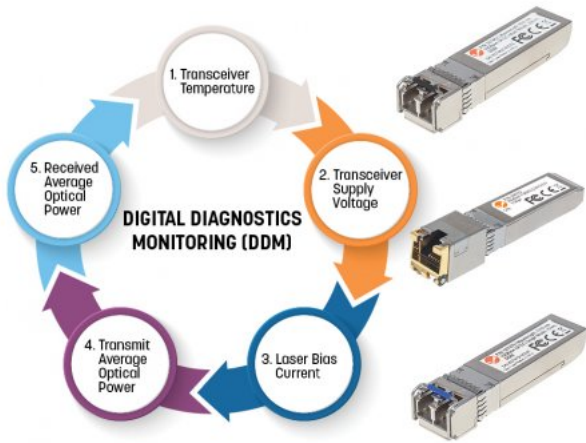 1. Transceiver
Temperature
2. Transceiver
Supply
Voltage
3. Laser Bias
Current
4. Transmit
Average
Optical
Power
5. Received
Average
Optical
Power
DIGITAL DIAGNOSTICS
MONITORING (DDM)